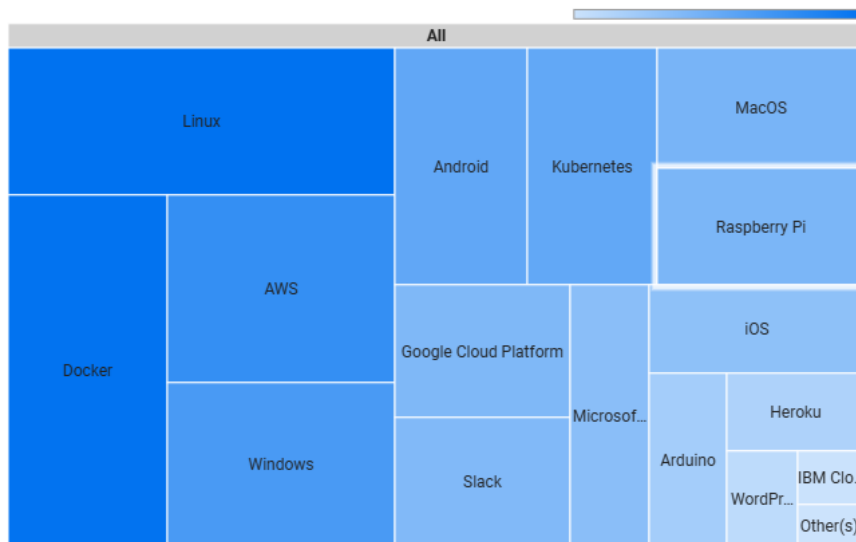 All
Linux
Android
Kubernetes
MacOS
Raspberry Pi
AWS
Docker
Windows
Google Cloud Platform
Slack
Microsof...
iOS
Arduino
Heroku
WordPr...
IBM Clo.
Other(s)